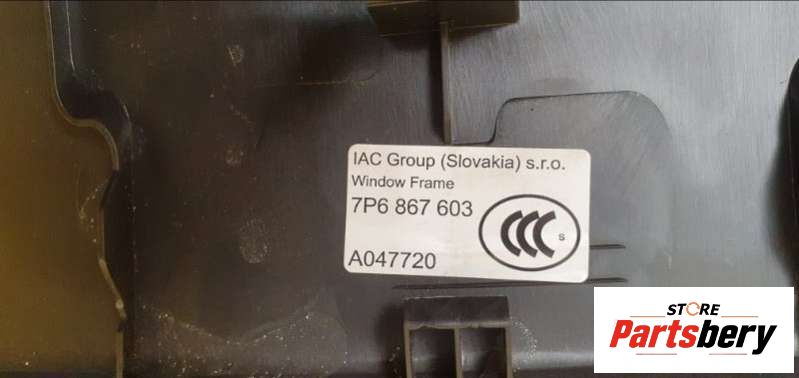 IAC Group (Slovakia) s.r.o.
Window Frame
7P6 867 603
CCC S
A047720
STORE
Partsbery